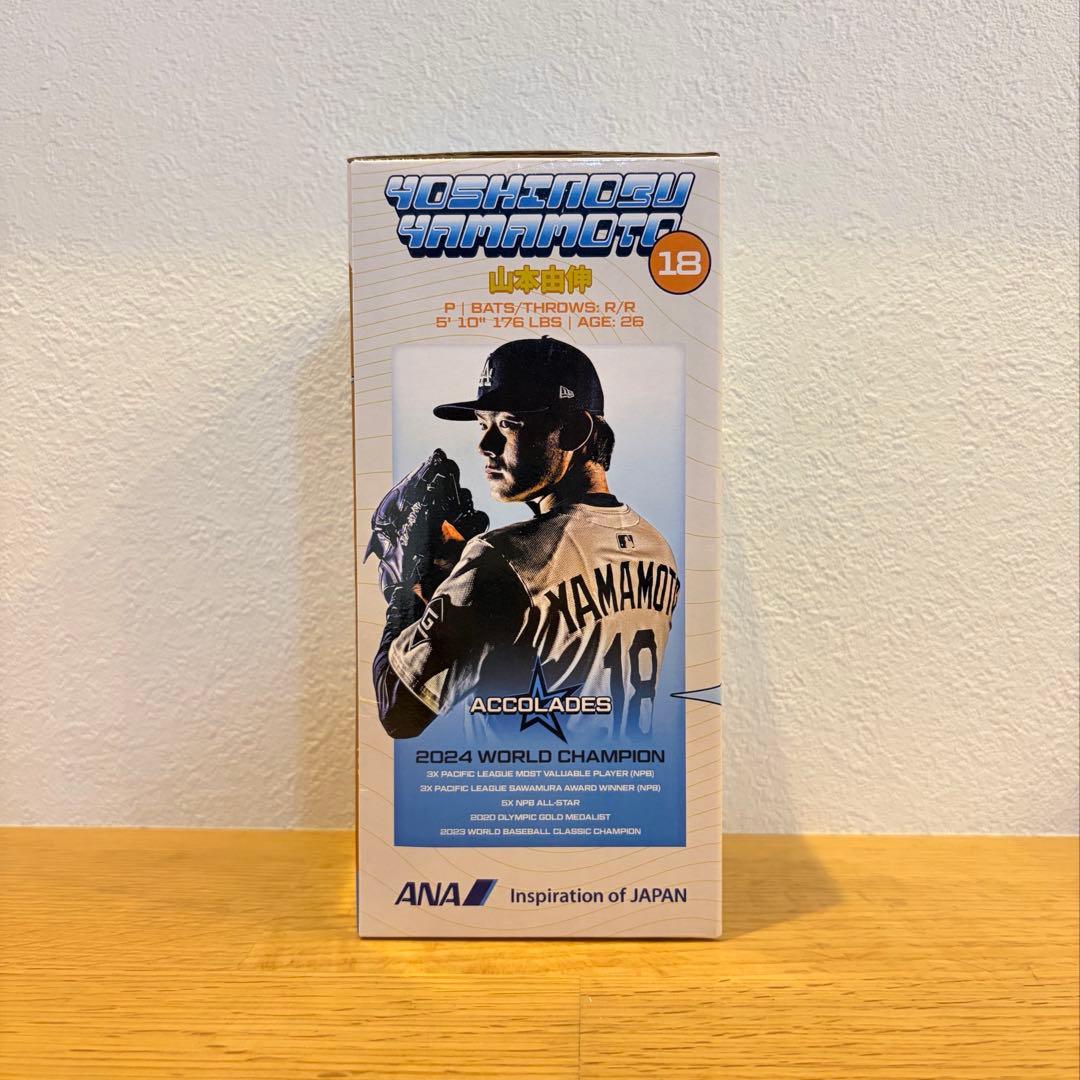 YOSHINOBU
YAMAMOTO
18
山本由伸
P | BATS/THROWS: R/R
5' 10" 176 LBS | AGE: 26
LA
YAMAMOTO
18
ACCOLADES
2024 WORLD CHAMPION
3X PACIFIC LEAGUE MOST VALUABLE PLAYER (NPB)
3X PACIFIC LEAGUE SAWAMURA AWARD WINNER (NPB)
5X NPB ALL-STAR
2020 OLYMPIC GOLD MEDALIST
2023 WORLD BASEBALL CLASSIC CHAMPION
ANA Inspiration of JAPAN